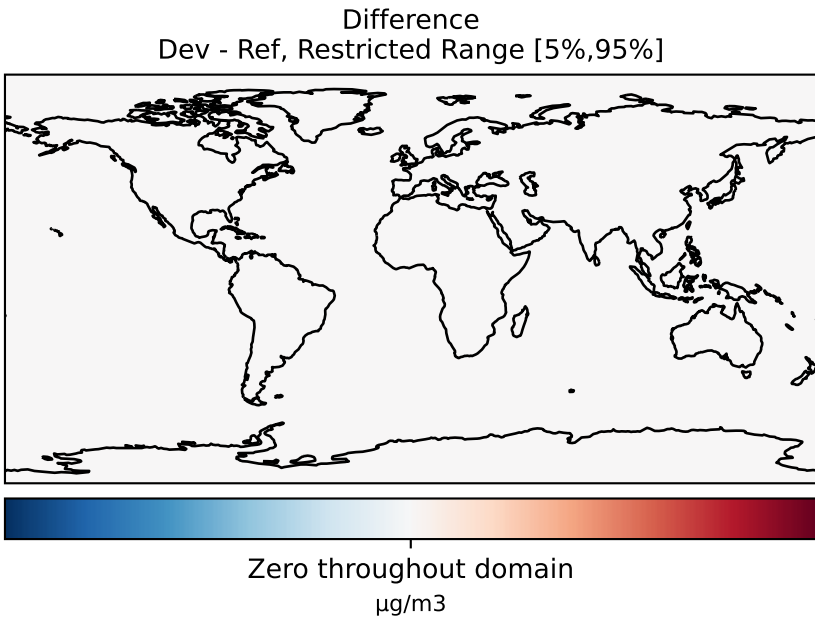 Difference
Dev - Ref, Restricted Range [5%,95%]
Zero throughout domain
μg/m3